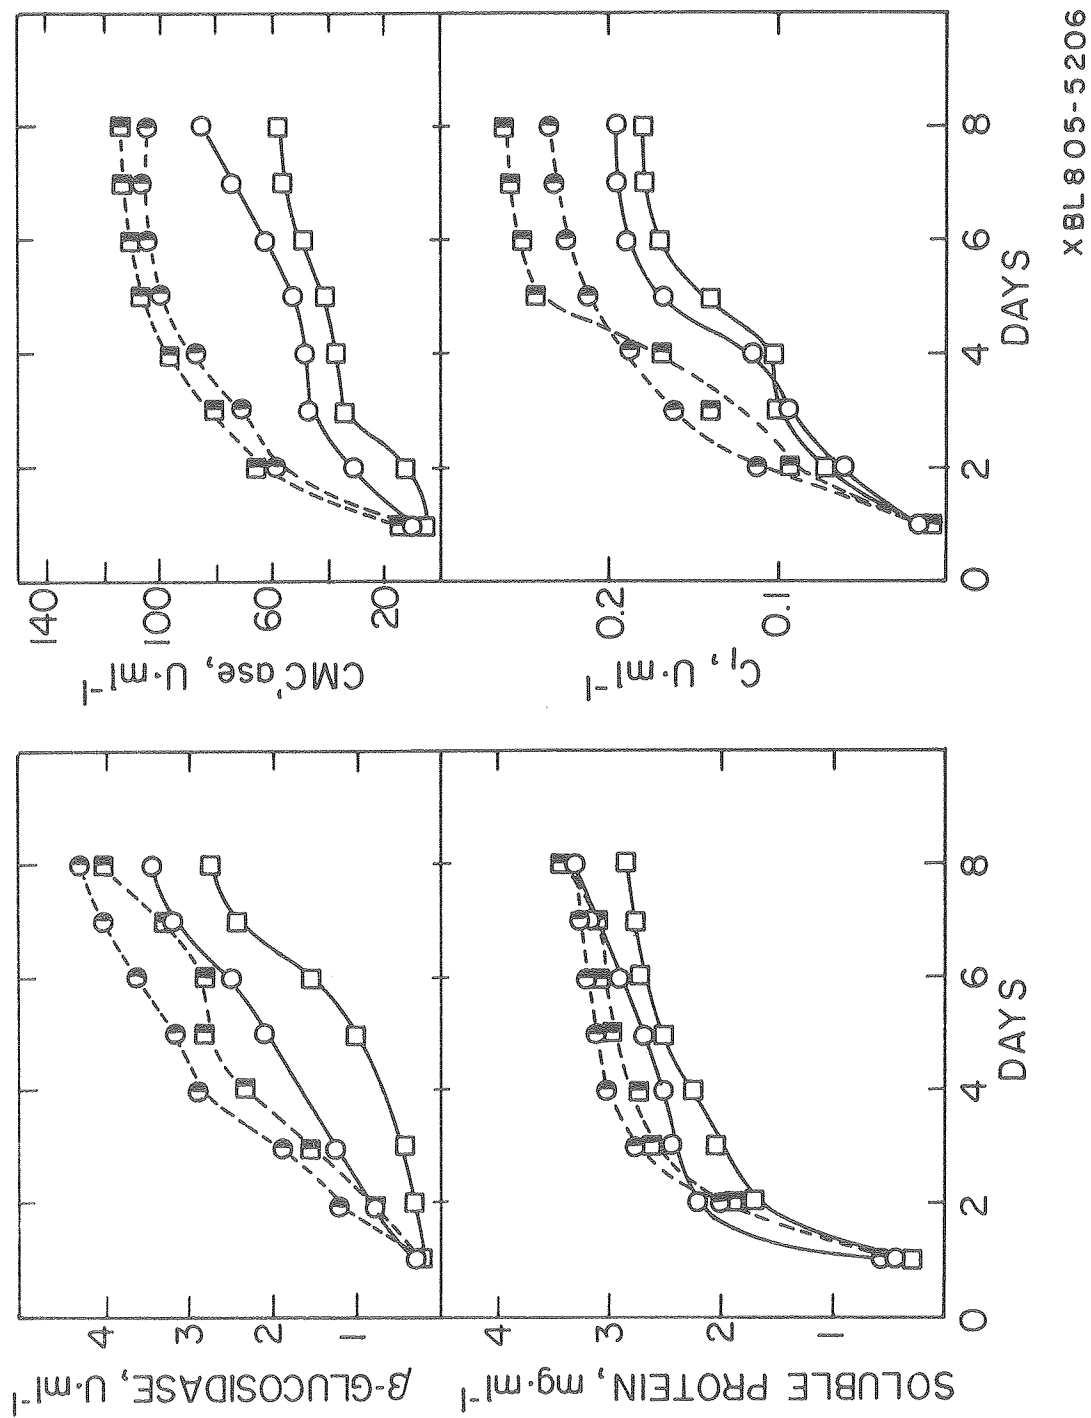 β-GLUCOSIDASE, U·ml⁻¹
4
3
2
1
SOLUBLE PROTEIN, mg·ml⁻¹
4
3
2
1
0 2 4 6 8
DAYS
CMC'ase, U·ml⁻¹
140
100
60
20
C₁, U·ml⁻¹
0.2
0.1
0 2 4 6 8
DAYS
XBL805-5206